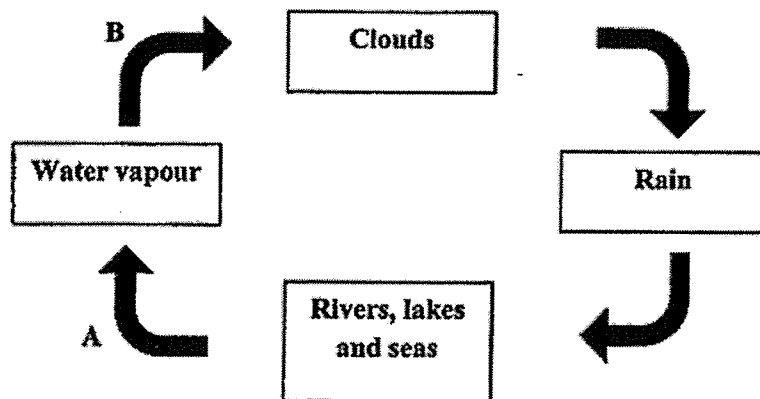 B
Clouds
Water vapour
Rain
A
Rivers, lakes
and seas